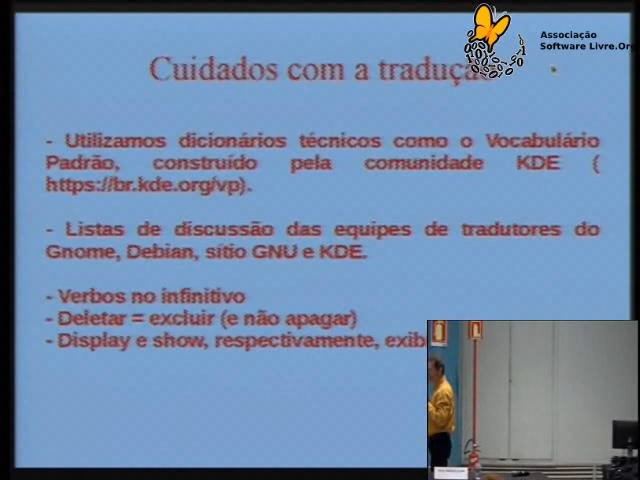 Associação
Software Livre.Or
Cuidados com a tradução
- Utilizamos dicionários técnicos como o Vocabulário
Padrão, construído pela comunidade KDE (
https://br.kde.org/vp).
- Listas de discussão das equipes de tradutores do
Gnome, Debian, sítio GNU e KDE.
- Verbos no infinitivo
- Deletar = excluir (e não apagar)
- Display e show, respectivamente, exib